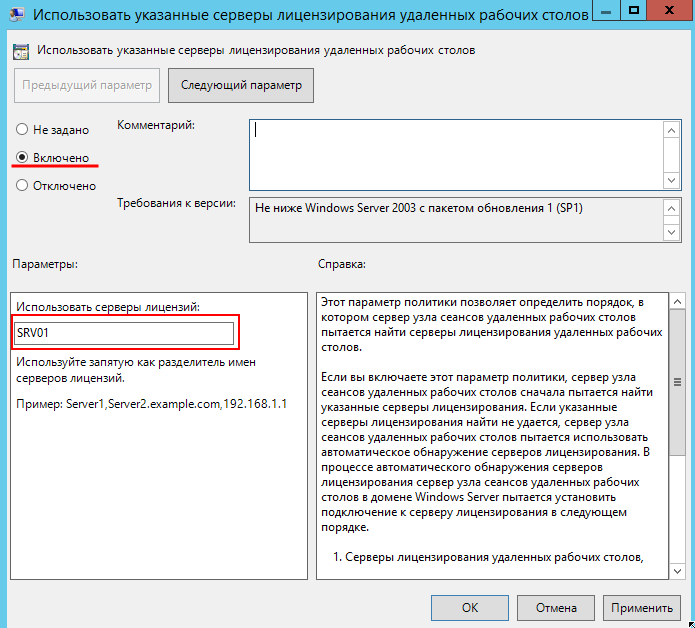 Использовать указанные серверы лицензирования удаленных рабочих столов
Использовать указанные серверы лицензирования удаленных рабочих столов
Предыдущий параметр
Следующий параметр
Не задано
Включено
Отключено
Комментарий:
Требования к версии:
Не ниже Windows Server 2003 с пакетом обновления 1 (SP1)
Параметры:
Справка:
Использовать серверы лицензий:
SRV01
Используйте запятую как разделитель имен
серверов лицензий.
Пример: Server1,Server2.example.com,192.168.1.1
Этот параметр политики позволяет определить порядок, в
котором сервер узла сеансов удаленных рабочих столов
пытается найти серверы лицензирования удаленных рабочих
столов.
Если вы включаете этот параметр политики, сервер узла
сеансов удаленных рабочих столов сначала пытается найти
указанные серверы лицензирования. Если указанные
серверы лицензирования найти не удается, сервер узла
сеансов удаленных рабочих столов пытается использовать
автоматическое обнаружение серверов лицензирования. В
процессе автоматического обнаружения серверов
лицензирования сервер узла сеансов удаленных рабочих
столов в домене Windows Server пытается установить
подключение к серверу лицензирования в следующем
порядке.
1. Серверы лицензирования удаленных рабочих столов,
ОК
Отмена
Применить